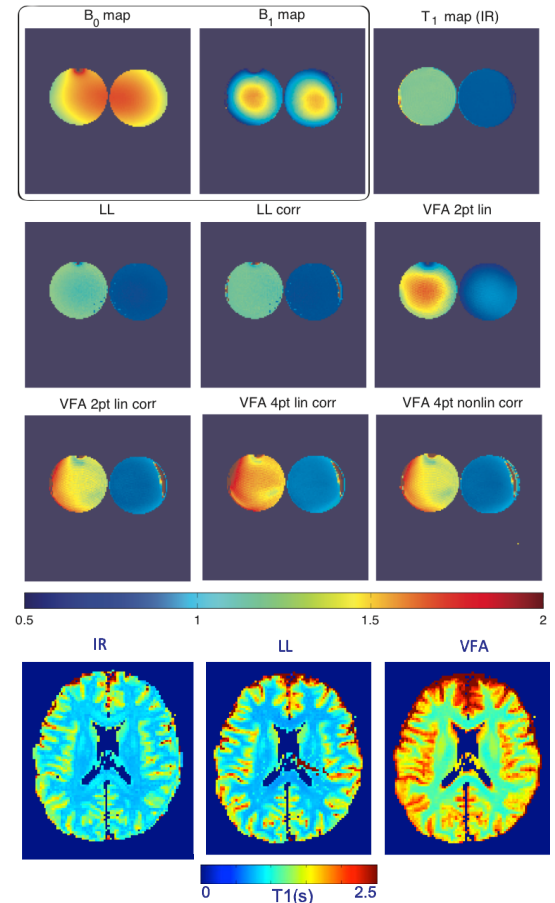 B0 map B1 map T1 map (IR)
LL LL corr VFA 2pt lin
VFA 2pt lin corr VFA 4pt lin corr VFA 4pt nonlin corr
0.5 1 1.5 2
IR LL VFA
0 T1(s) 2.5